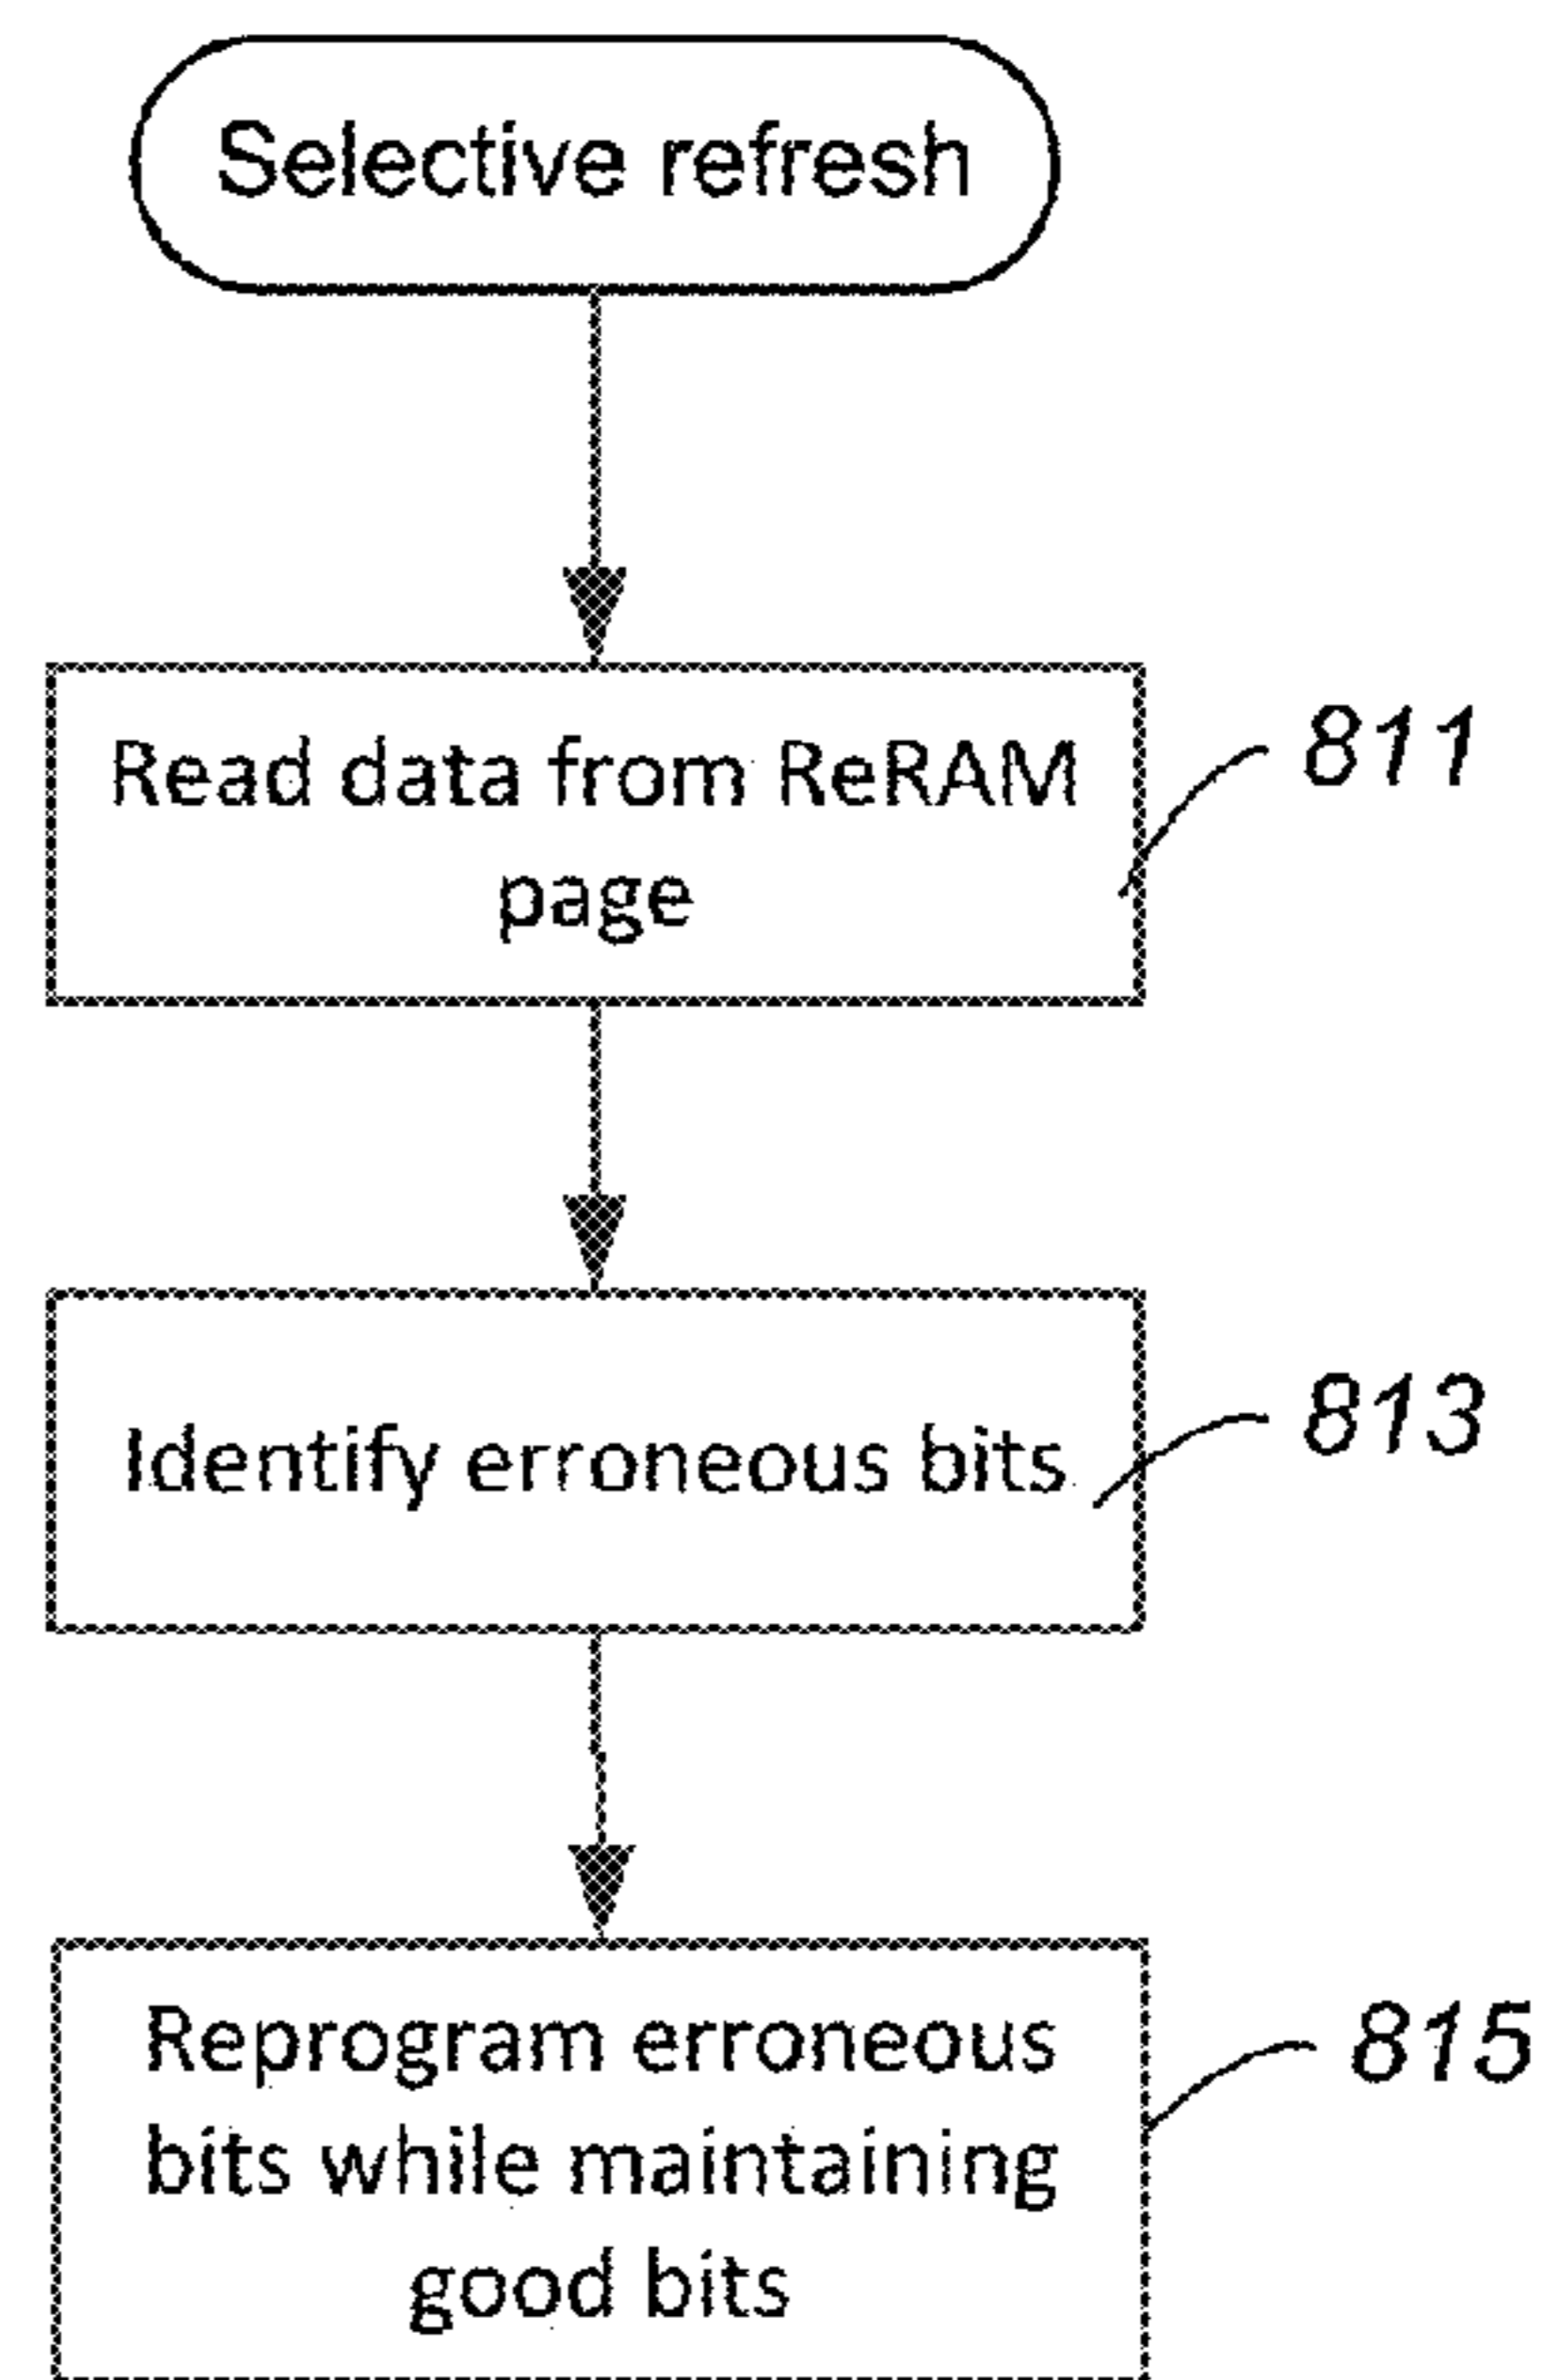 Selective refresh
Read data from ReRAM
page
811
Identify erroneous bits
813
Reprogram erroneous
bits while maintaining
good bits
815